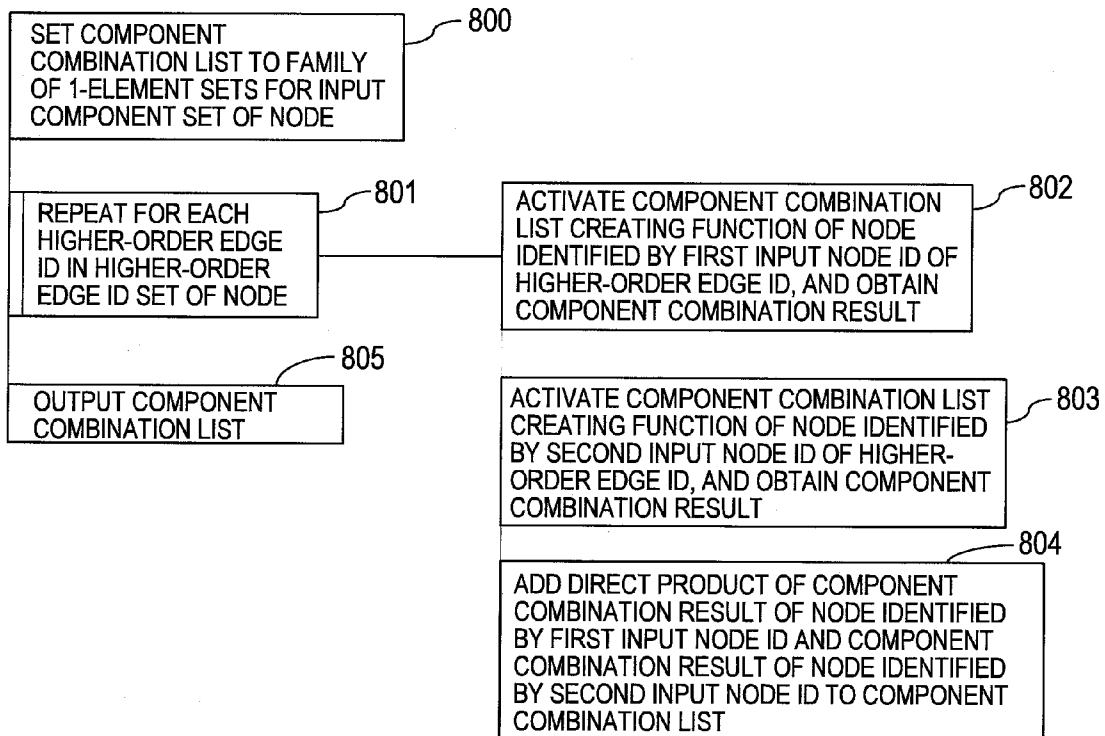 800
SET COMPONENT
COMBINATION LIST TO FAMILY
OF 1-ELEMENT SETS FOR INPUT
COMPONENT SET OF NODE
801
REPEAT FOR EACH
HIGHER-ORDER EDGE
ID IN HIGHER-ORDER
EDGE ID SET OF NODE
802
ACTIVATE COMPONENT COMBINATION
LIST CREATING FUNCTION OF NODE
IDENTIFIED BY FIRST INPUT NODE ID OF
HIGHER-ORDER EDGE ID, AND OBTAIN
COMPONENT COMBINATION RESULT
803
ACTIVATE COMPONENT COMBINATION LIST
CREATING FUNCTION OF NODE IDENTIFIED
BY SECOND INPUT NODE ID OF HIGHER-
ORDER EDGE ID, AND OBTAIN COMPONENT
COMBINATION RESULT
804
ADD DIRECT PRODUCT OF COMPONENT
COMBINATION RESULT OF NODE IDENTIFIED
BY FIRST INPUT NODE ID AND COMPONENT
COMBINATION RESULT OF NODE IDENTIFIED
BY SECOND INPUT NODE ID TO COMPONENT
COMBINATION LIST
805
OUTPUT COMPONENT
COMBINATION LIST